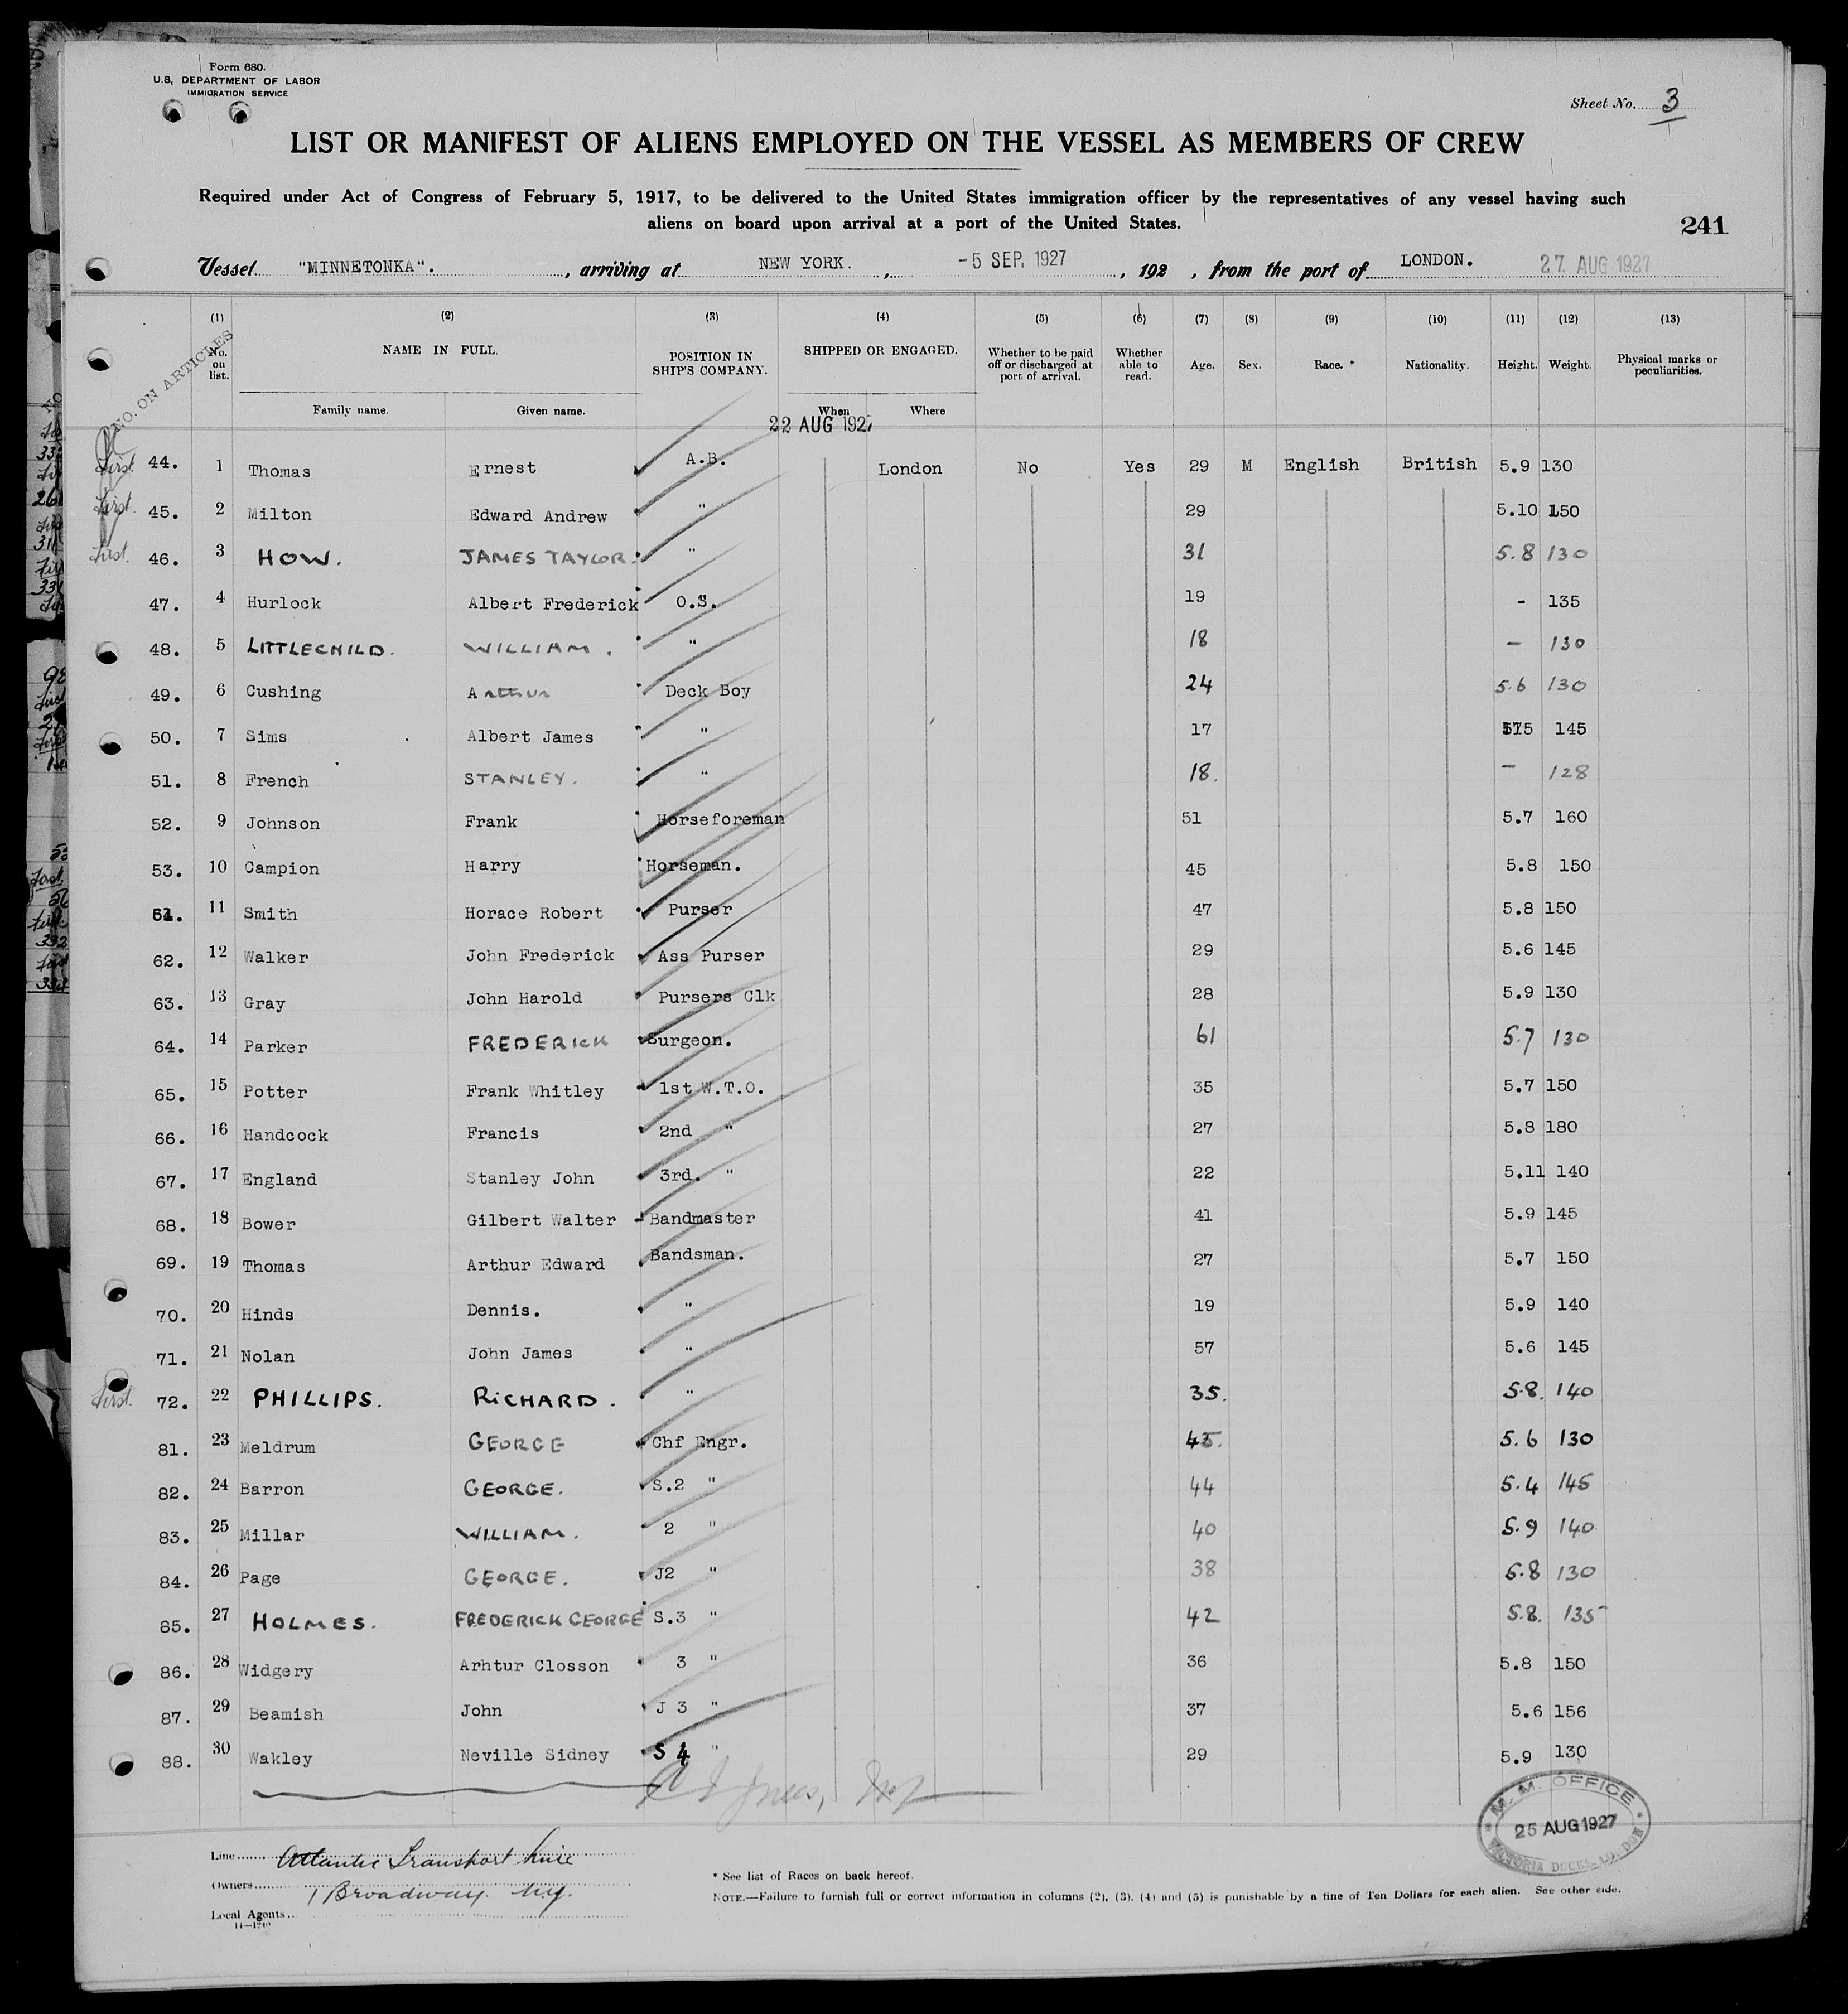 Form 680.
U.S. DEPARTMENT OF LABOR
IMMIGRATION SERVICE
Sheet No. 3
LIST OR MANIFEST OF ALIENS EMPLOYED ON THE VESSEL AS MEMBERS OF CREW
Required under Act of Congress of February 5, 1917, to be delivered to the United States immigration officer by the representatives of any vessel having such
aliens on board upon arrival at a port of the United States.
241
Vessel "MINNETONKA". , arriving at NEW YORK. , -5 SEP. 1927 , 192 , from the port of LONDON. 27 AUG 1927
NO. ON ARTICLES
(1) (2) (3) (4) (5) (6) (7) (8) (9) (10) (11) (12) (13)
No. on list. NAME IN FULL. POSITION IN SHIP'S COMPANY. SHIPPED OR ENGAGED. Whether to be paid off or discharged at port of arrival. Whether able to read. Age. Sex. Race. * Nationality. Height. Weight. Physical marks or peculiarities.
Family name. Given name. When Where
22 AUG 1927
First 44. 1 Thomas Ernest A.B. London No Yes 29 M English British 5.9 130
First. 45. 2 Milton Edward Andrew " 29 5.10 150
First. 46. 3 HOW. JAMES TAYLOR. " 31 5.8 130
47. 4 Hurlock Albert Frederick O.S. 19 - 135
48. 5 LITTLECHILD. WILLIAM. " 18 - 130
49. 6 Cushing Arthur Deck Boy 24 5.6 130
50. 7 Sims Albert James " 17 145
51. 8 French STANLEY. " 18. - 128
52. 9 Johnson Frank Horseforeman 51 5.7 160
53. 10 Campion Harry Horseman. 45 5.8 150
61. 11 Smith Horace Robert Purser 47 5.8 150
62. 12 Walker John Frederick Ass Purser 29 5.6 145
63. 13 Gray John Harold Pursers Clk 28 5.9 130
64. 14 Parker FREDERICK Surgeon. 61 5.7 130
65. 15 Potter Frank Whitley 1st W.T.O. 35 5.7 150
66. 16 Handcock Francis 2nd " 27 5.8 180
67. 17 England Stanley John 3rd. " 22 5.11 140
68. 18 Bower Gilbert Walter Bandmaster 41 5.9 145
69. 19 Thomas Arthur Edward Bandsman. 27 5.7 150
70. 20 Hinds Dennis. " 19 5.9 140
71. 21 Nolan John James " 57 5.6 145
First. 72. 22 PHILLIPS. RICHARD. " 35. 5.8. 140
81. 23 Meldrum GEORGE Chf Engr. 45. 5.6 130
82. 24 Barron GEORGE. S.2 " 44 5.4 145
83. 25 Millar WILLIAM. 2 " 40 5.9 140
84. 26 Page GEORGE. J2 " 38 5.8 130
85. 27 HOLMES. FREDERICK GEORGE S.3 " 42 5.8. 135
86. 28 Widgery Arhtur Closson 3 " 36 5.8 150
87. 29 Beamish John J 3 " 37 5.6 156
88. 30 Wakley Neville Sidney S 4 " 29 5.9 130
M. M. OFFICE
25 AUG 1927
VICTORIA DOCKS, LONDON
Line Atlantic Transport Line
Owners 1 Broadway. N.Y.
Local Agents
14—1240
* See list of Races on back hereof.
NOTE.—Failure to furnish full or correct information in columns (2), (3), (4) and (5) is punishable by a fine of Ten Dollars for each alien. See other side.